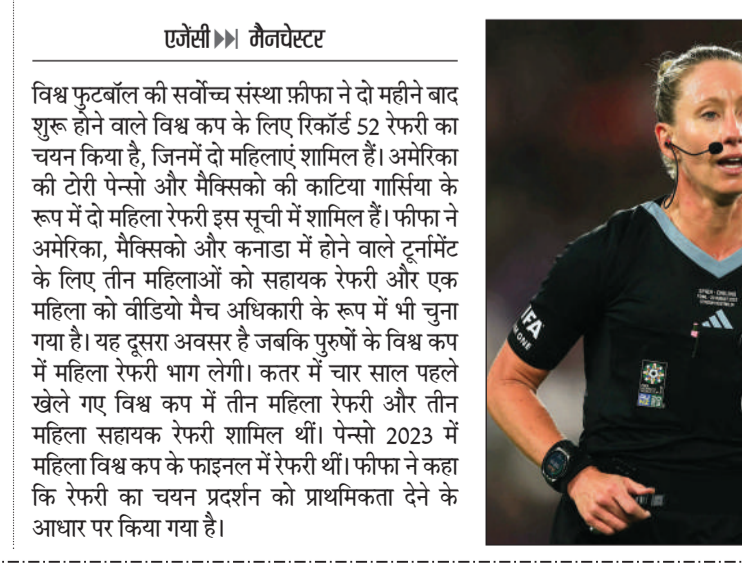 एजेंसी मैनचेस्टर
विश्व फुटबॉल की सर्वोच्च संस्था फ़ीफा ने दो महीने बाद
शुरू होने वाले विश्व कप के लिए रिकॉर्ड 52 रेफरी का
चयन किया है, जिनमें दो महिलाएं शामिल हैं। अमेरिका
की टोरी पेन्सो और मैक्सिको की काटिया गार्सिया के
रूप में दो महिला रेफरी इस सूची में शामिल हैं। फीफा ने
अमेरिका, मैक्सिको और कनाडा में होने वाले टूर्नामेंट
के लिए तीन महिलाओं को सहायक रेफरी और एक
महिला को वीडियो मैच अधिकारी के रूप में भी चुना
गया है। यह दूसरा अवसर है जबकि पुरुषों के विश्व कप
में महिला रेफरी भाग लेगी। कतर में चार साल पहले
खेले गए विश्व कप में तीन महिला रेफरी और तीन
महिला सहायक रेफरी शामिल थीं। पेन्सो 2023 में
महिला विश्व कप के फाइनल में रेफरी थीं। फीफा ने कहा
कि रेफरी का चयन प्रदर्शन को प्राथमिकता देने के
आधार पर किया गया है।